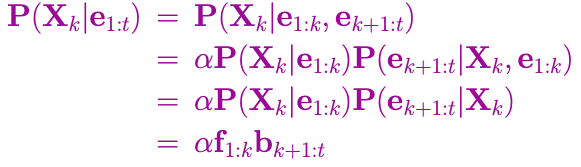 P(X_k|e_{1:t}) = P(X_k|e_{1:k}, e_{k+1:t})
= αP(X_k|e_{1:k})P(e_{k+1:t}|X_k, e_{1:k})
= αP(X_k|e_{1:k})P(e_{k+1:t}|X_k)
= αf_{1:k}b_{k+1:t}